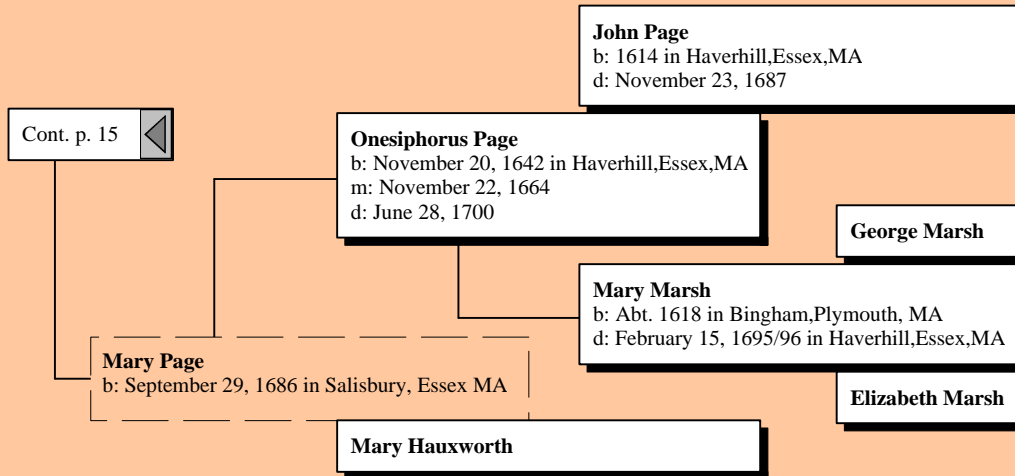 John Page
b: 1614 in Haverhill,Essex,MA
d: November 23, 1687
Cont. p. 15
Onesiphorus Page
b: November 20, 1642 in Haverhill,Essex,MA
m: November 22, 1664
d: June 28, 1700
George Marsh
Mary Marsh
b: Abt. 1618 in Bingham,Plymouth, MA
d: February 15, 1695/96 in Haverhill,Essex,MA
Mary Page
b: September 29, 1686 in Salisbury, Essex MA
Elizabeth Marsh
Mary Hauxworth